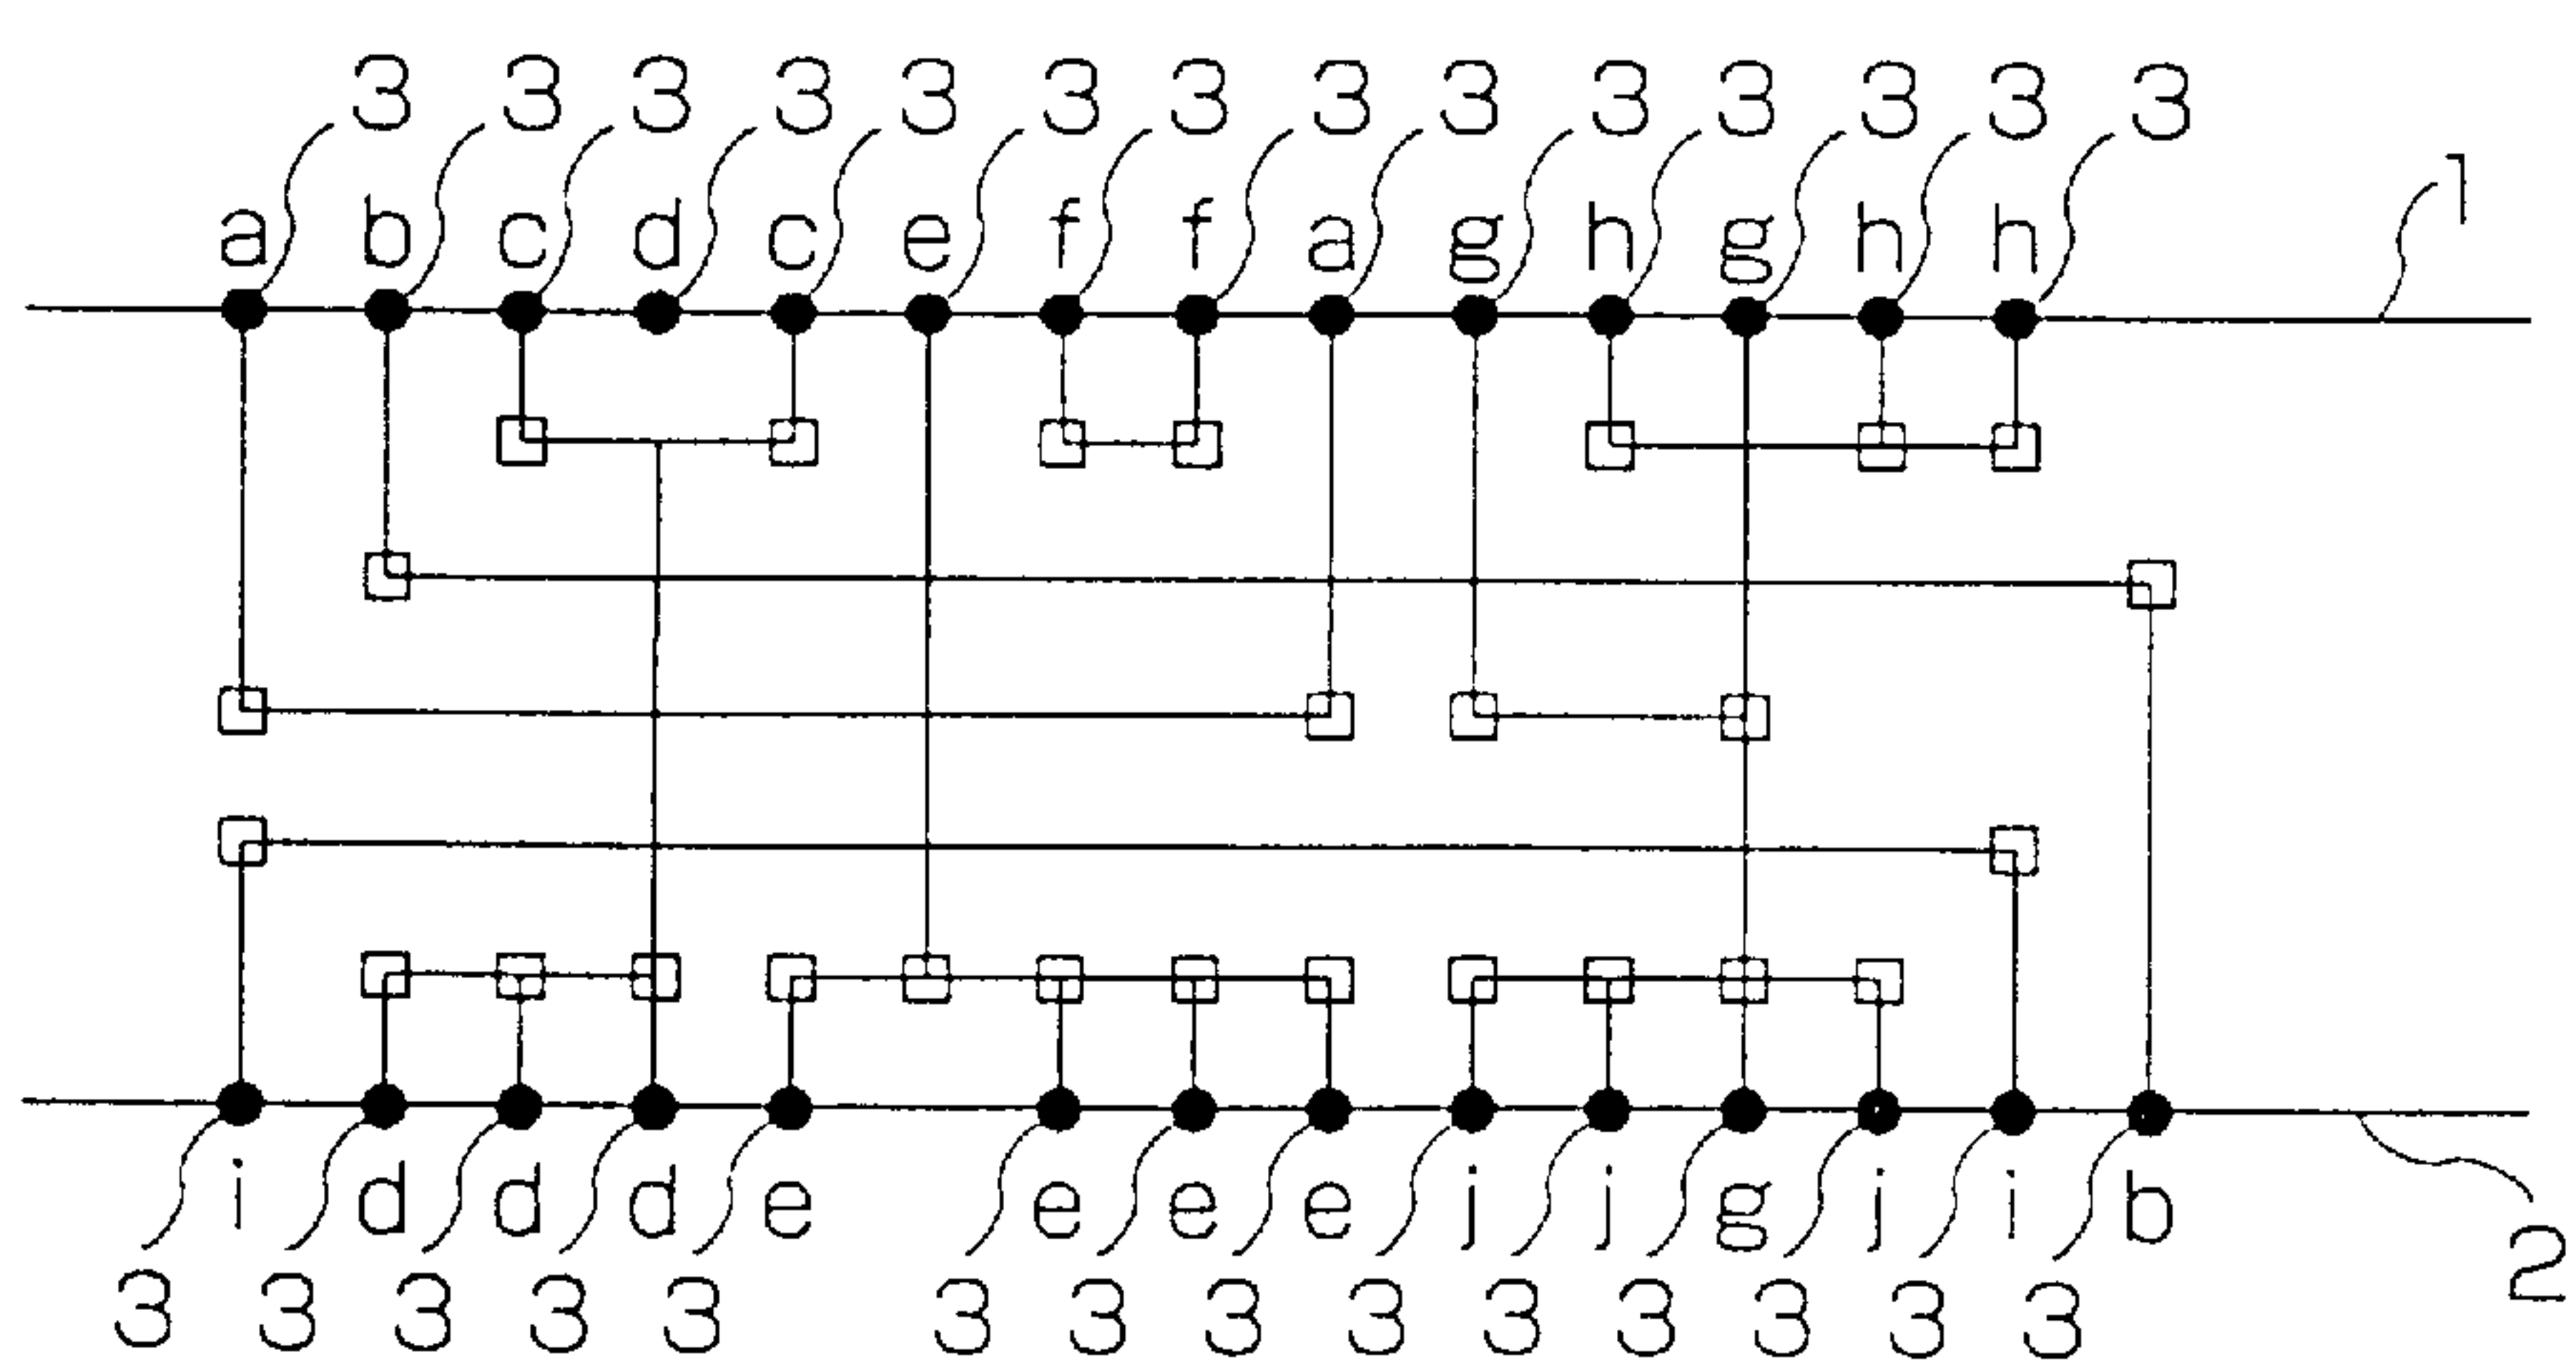 3 3 3 3 3 3 3 3 3 3 3 3 3 3
1
a b c d c e f f a g h g h h
i d d d e e e e j j g j i b
2
3 3 3 3 3 3 3 3 3 3 3 3 3 3